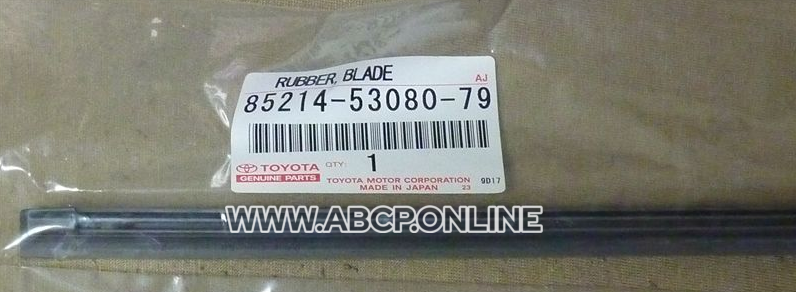 RUBBER, BLADE AJ
85214-53080-79
TOYOTA QTY: 1
GENUINE PARTS TOYOTA MOTOR CORPORATION 9D17
MADE IN JAPAN 23
WWW.ABCP.ONLINE